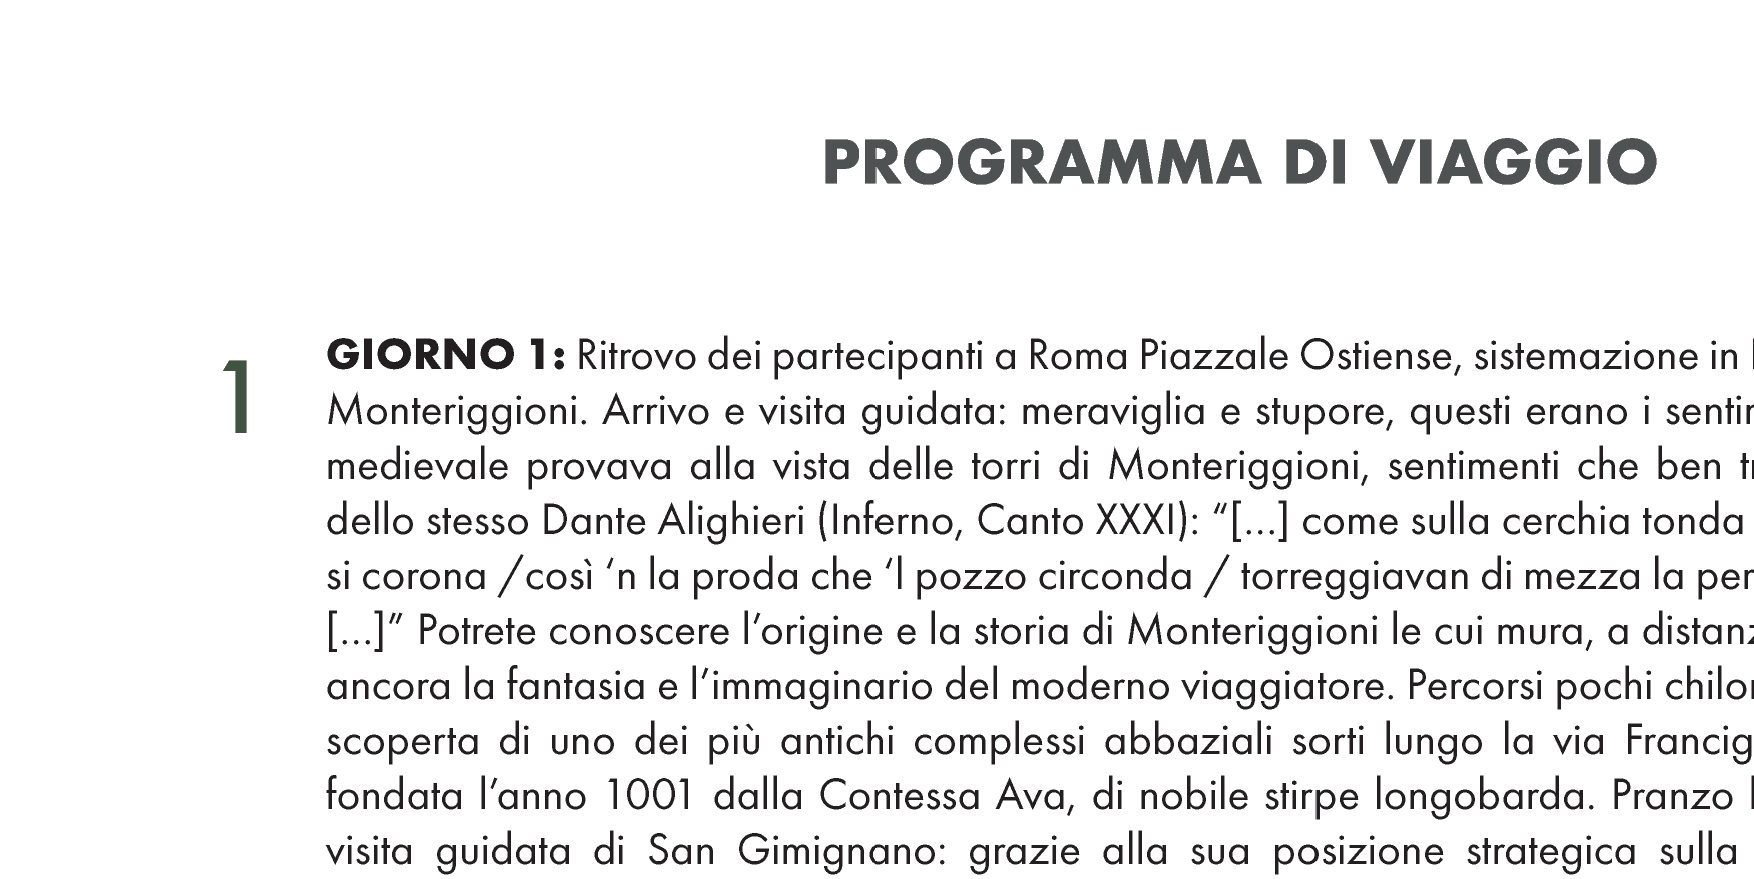 PROGRAMMA DI VIAGGIO
1
GIORNO 1: Ritrovo dei partecipanti a Roma Piazzale Ostiense, sistemazione in
Monteriggioni. Arrivo e visita guidata: meraviglia e stupore, questi erano i
medievale provava alla vista delle torri di Monteriggioni, sentimenti che ben
dello stesso Dante Alighieri (Inferno, Canto XXXI): “[...] come sulla cerchia tonda
si corona /così ‘n la proda che ‘l pozzo circonda / torreggiavan di mezza la
[...]” Potrete conoscere l’origine e la storia di Monteriggioni le cui mura, a
ancora la fantasia e l’immaginario del moderno viaggiatore. Percorsi pochi
scoperta di uno dei più antichi complessi abbaziali sorti lungo la via
fondata l’anno 1001 dalla Contessa Ava, di nobile stirpe longobarda. Pranzo
visita guidata di San Gimignano: grazie alla sua posizione strategica sulla